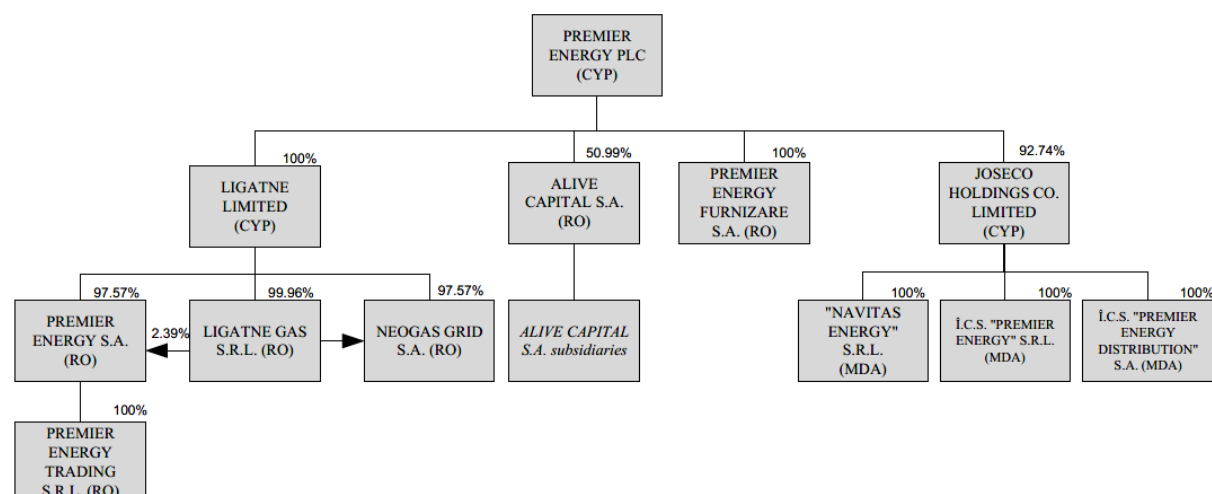 PREMIER
ENERGY PLC
(CYP)
100%
50.99%
100%
92.74%
LIGATNE
LIMITED
(CYP)
ALIVE
CAPITAL S.A.
(RO)
PREMIER
ENERGY
FURNIZARE
S.A. (RO)
JOSECO
HOLDINGS CO.
LIMITED
(CYP)
97.57%
99.96%
97.57%
100%
100%
100%
PREMIER
ENERGY S.A.
(RO)
2.39%
LIGATNE GAS
S.R.L. (RO)
NEOGAS GRID
S.A. (RO)
ALIVE CAPITAL
S.A. subsidiaries
"NAVITAS
ENERGY"
S.R.L.
(MDA)
Î.C.S. "PREMIER
ENERGY" S.R.L.
(MDA)
Î.C.S. "PREMIER
ENERGY
DISTRIBUTION"
S.A. (MDA)
100%
PREMIER
ENERGY
TRADING
S.R.L. (RO)